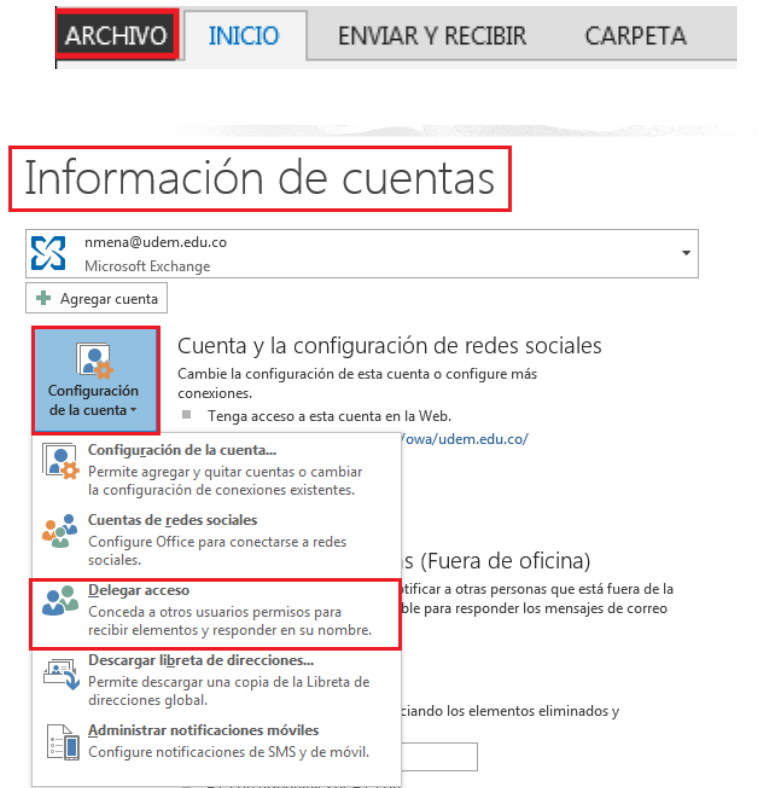 ARCHIVO INICIO ENVIAR Y RECIBIR CARPETA
Información de cuentas
nmena@udem.edu.co
Microsoft Exchange
Agregar cuenta
Configuración
de la cuenta
Cuenta y la configuración de redes sociales
Cambie la configuración de esta cuenta o configure más
conexiones.
Tenga acceso a esta cuenta en la Web.
/owa/udem.edu.co/
Configuración de la cuenta...
Permite agregar y quitar cuentas o cambiar
la configuración de conexiones existentes.
Cuentas de redes sociales
Configure Office para conectarse a redes
sociales.
s (Fuera de oficina)
Delegar acceso
Conceda a otros usuarios permisos para
recibir elementos y responder en su nombre.
tificar a otras personas que está fuera de la
ble para responder los mensajes de correo
Descargar libreta de direcciones...
Permite descargar una copia de la Libreta de
direcciones global.
ciando los elementos eliminados y
Administrar notificaciones móviles
Configure notificaciones de SMS y de móvil.